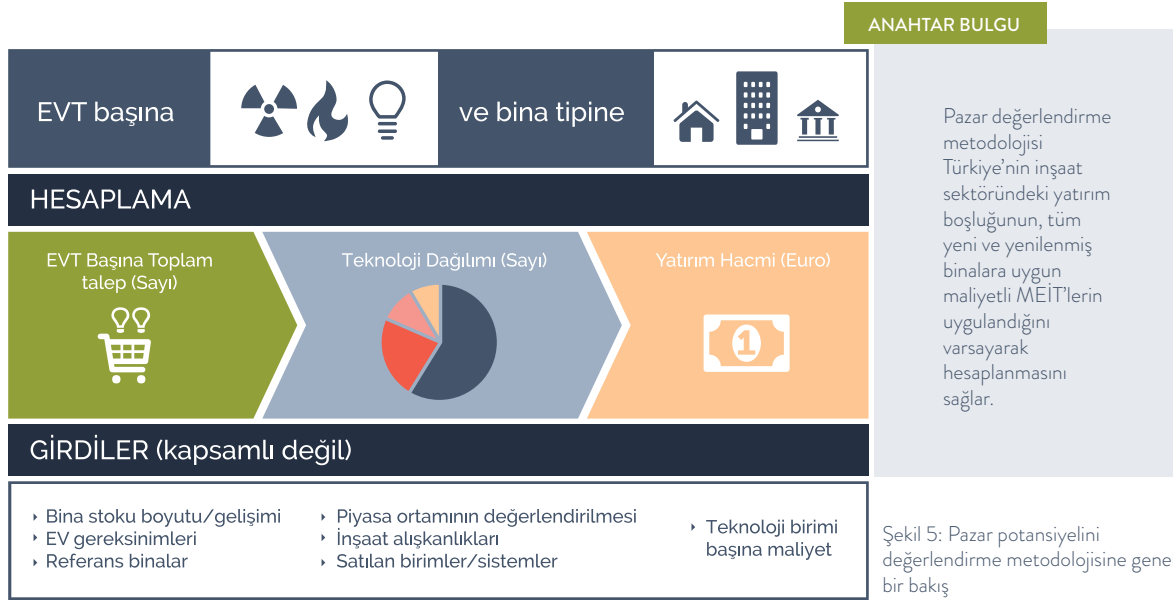 ANAHTAR BULGU
EVT başına
ve bina tipine
HESAPLAMA
EVT Başına Toplam
talep (Sayı)
Teknoloji Dağılımı (Sayı)
Yatırım Hacmi (Euro)
1
GİRDİLER (kapsamlı değil)
‣ Bina stoku boyutu/gelişimi
‣ EV gereksinimleri
‣ Referans binalar
‣ Piyasa ortamının değerlendirilmesi
‣ İnşaat alışkanlıkları
‣ Satılan birimler/sistemler
‣ Teknoloji birimi
başına maliyet
Pazar değerlendirme
metodolojisi
Türkiye'nin inşaat
sektöründeki yatırım
boşluğunun, tüm
yeni ve yenilenmiş
binalara uygun
maliyetli MEİT'lerin
uygulandığını
varsayarak
hesaplanmasını
sağlar.
Şekil 5: Pazar potansiyelini
değerlendirme metodolojisine gene
bir bakış